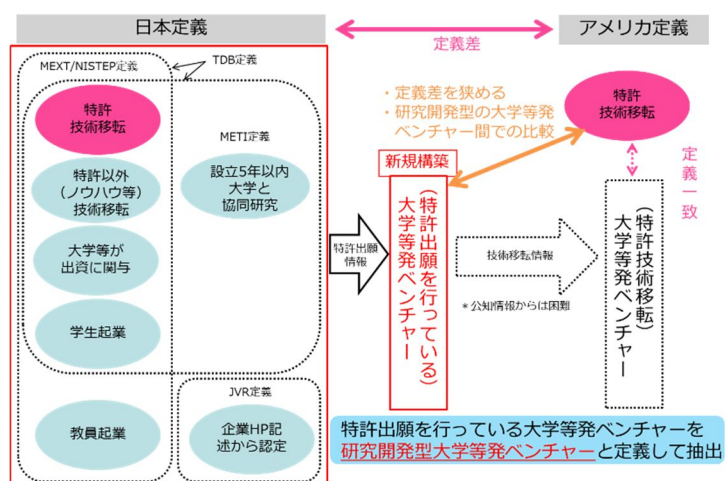 日本定義
定義差
アメリカ定義
MEXT/NISTEP定義
TDB定義
特許
技術移転
METI定義
特許以外
（ノウハウ等）
技術移転
設立5年以内
大学と
協同研究
大学等が
出資に関与
学生起業
JVR定義
教員起業
企業HP記
述から認定
・定義差を狭める
・研究開発型の大学等発
ベンチャー間での比較
新規構築
特許出願
情報
（特許出願を行っている）
大学等発ベンチャー
技術移転情報
＊公知情報からは困難
特許
技術移転
定義一致
（特許技術移転）
大学等発ベンチャー
特許出願を行っている大学等発ベンチャーを
研究開発型大学等発ベンチャーと定義して抽出